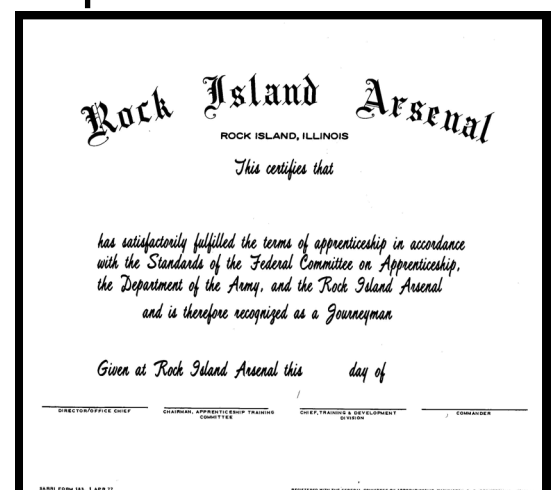 Rock Island Arsenal
ROCK ISLAND, ILLINOIS
This certifies that
has satisfactorily fulfilled the terms of apprenticeship in accordance
with the Standards of the Federal Committee on Apprenticeship,
the Department of the Army, and the Rock Island Arsenal
and is therefore recognized as a Journeyman
Given at Rock Island Arsenal this day of
DIRECTOR/OFFICE CHIEF
CHAIRMAN, APPRENTICESHIP TRAINING
COMMITTEE
CHIEF, TRAINING & DEVELOPMENT
DIVISION
COMMANDER